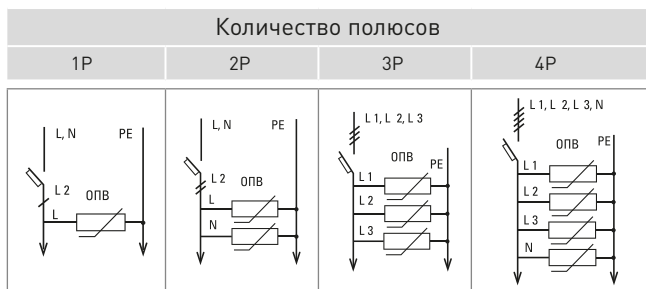 Количество полюсов
1P 2P 3P 4P
L, N PE
L 2 ОПВ
L
L, N PE
L 2 ОПВ
L
N
L 1, L 2, L 3
ОПВ
PE
L 1
L 2
L 3
L 1, L 2, L 3, N
ОПВ PE
L 1
L 2
L 3
N